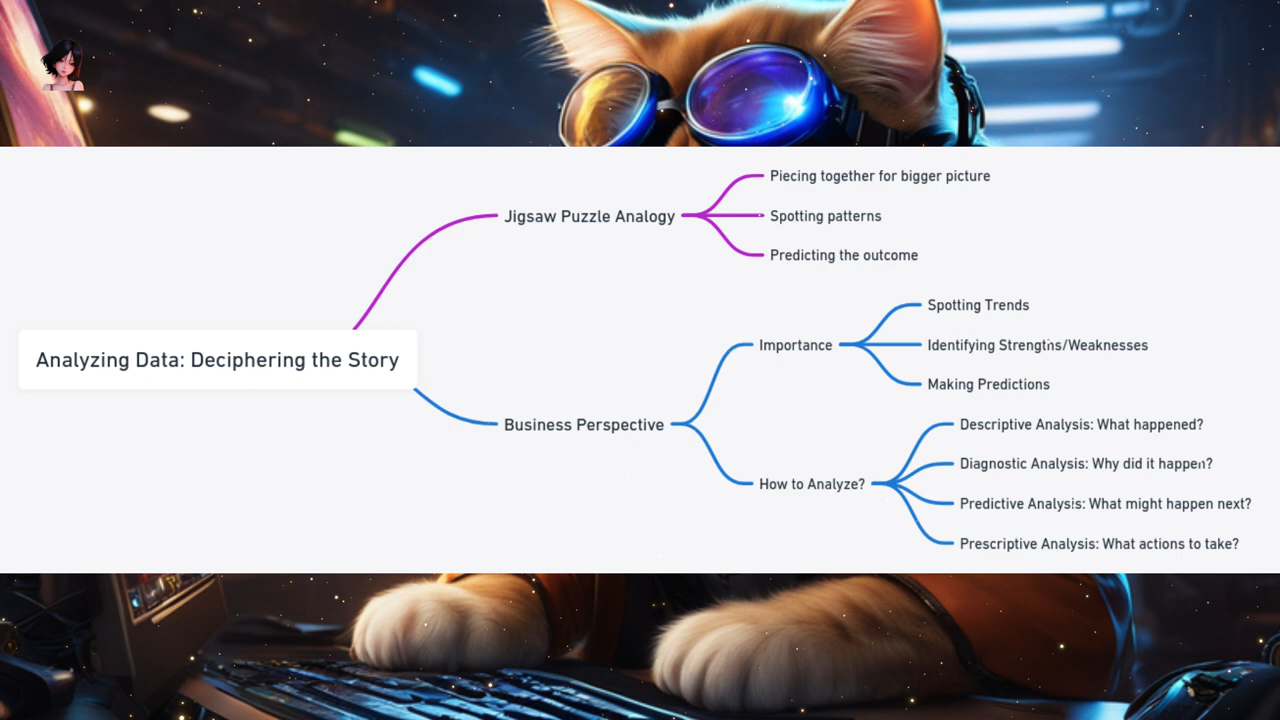 Piecing together for bigger picture
Jigsaw Puzzle Analogy
Spotting patterns
Predicting the outcome
Spotting Trends
Importance
Identifying Strengths/Weaknesses
Analyzing Data: Deciphering the Story
Making Predictions
Business Perspective
Descriptive Analysis: What happened?
Diagnostic Analysis: Why did it happen?
How to Analyze?
Predictive Analysis: What might happen next?
Prescriptive Analysis: What actions to take?